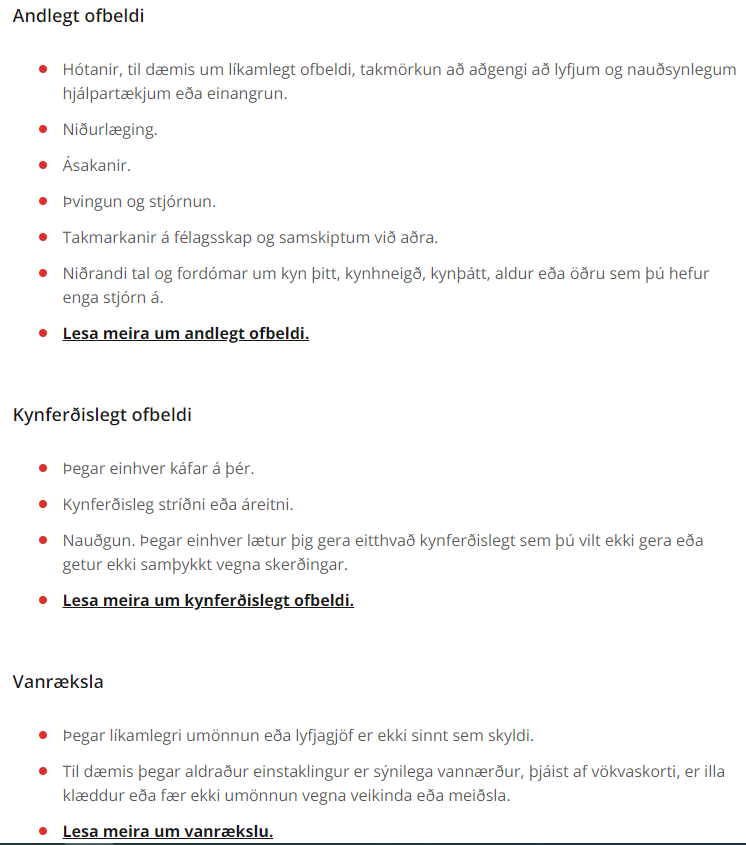 Andlegt ofbeldi
Hótanir, til dæmis um líkamlegt ofbeldi, takmörkun að aðgengi að lyfjum og nauðsynlegum
hjálpartækjum eða einangrun.
Niðurlæging.
Ásakanir.
Þvingun og stjórnun.
Takmarkanir á félagsskap og samskiptum við aðra.
Niðrandi tal og fordómar um kyn þitt, kynhneigð, kynþátt, aldur eða öðru sem þú hefur
enga stjórn á.
Lesa meira um andlegt ofbeldi.
Kynferðislegt ofbeldi
Þegar einhver káfar á þér.
Kynferðisleg stríðni eða áreitni.
Nauðgun. Þegar einhver lætur þig gera eitthvað kynferðislegt sem þú vilt ekki gera eða
getur ekki samþykkt vegna skerðingar.
Lesa meira um kynferðislegt ofbeldi.
Vanræksla
Þegar líkamlegri umönnun eða lyfjagjöf er ekki sinnt sem skyldi.
Til dæmis þegar aldraður einstaklingur er sýnilega vannærður, þjáist af vökvaskorti, er illa
klæddur eða fær ekki umönnun vegna veikinda eða meiðsla.
Lesa meira um vanrækslu.